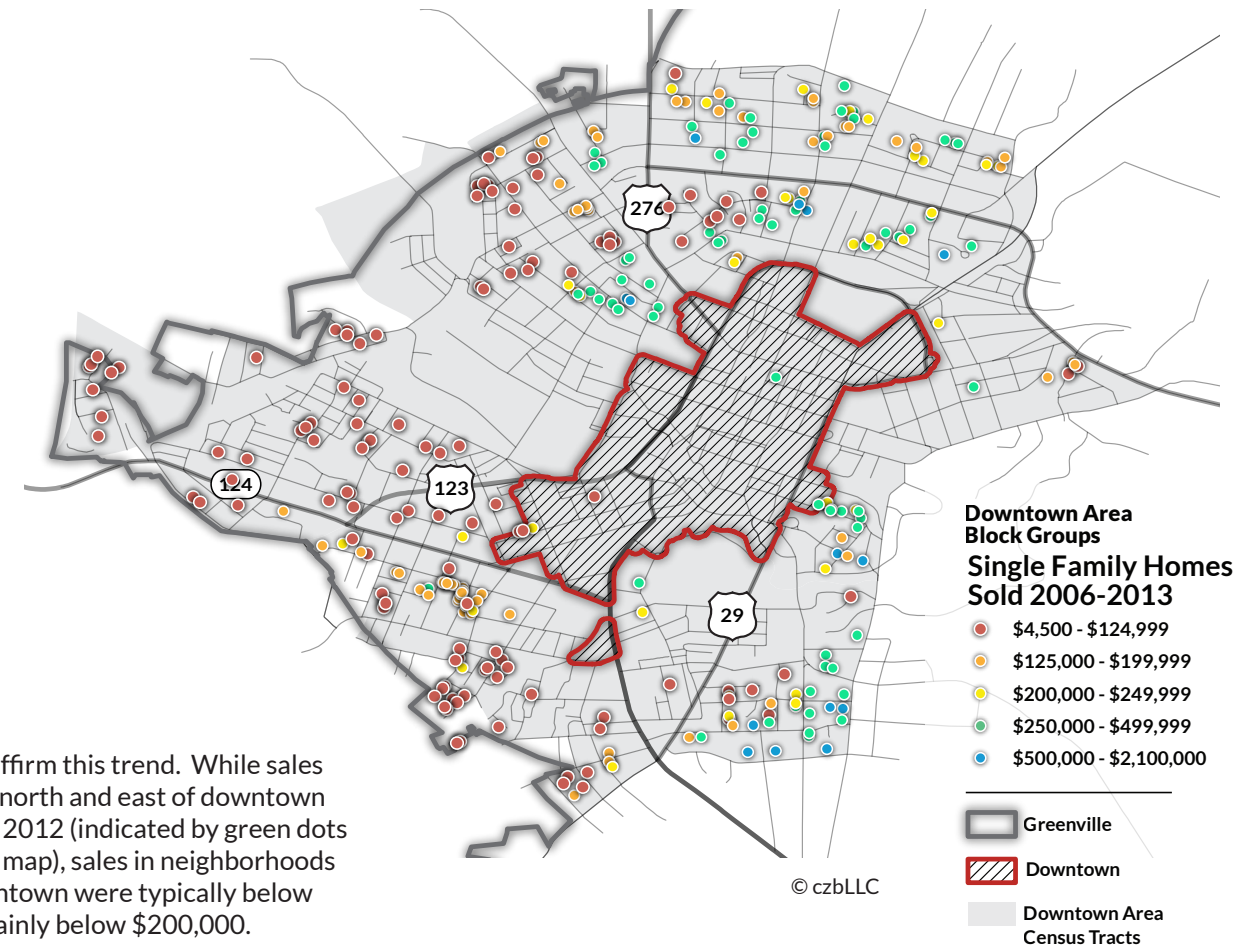 276
124
123
29
Downtown Area
Block Groups
Single Family Homes
Sold 2006-2013
$4,500 - $124,999
$125,000 - $199,999
$200,000 - $249,999
$250,000 - $499,999
$500,000 - $2,100,000
Greenville
Downtown
Downtown Area
Census Tracts
© czbLLC
ffirm this trend. While sales
north and east of downtown
2012 (indicated by green dots
map), sales in neighborhoods
ntown were typically below
ainly below $200,000.